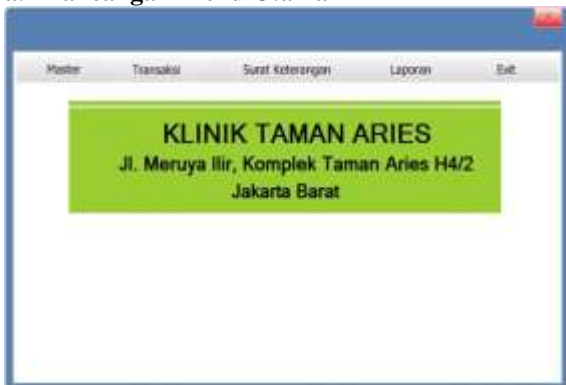 Master Transaksi Surat Keterangan Laporan Exit
KLINIK TAMAN ARIES
Jl. Meruya Ilir, Komplek Taman Aries H4/2
Jakarta Barat